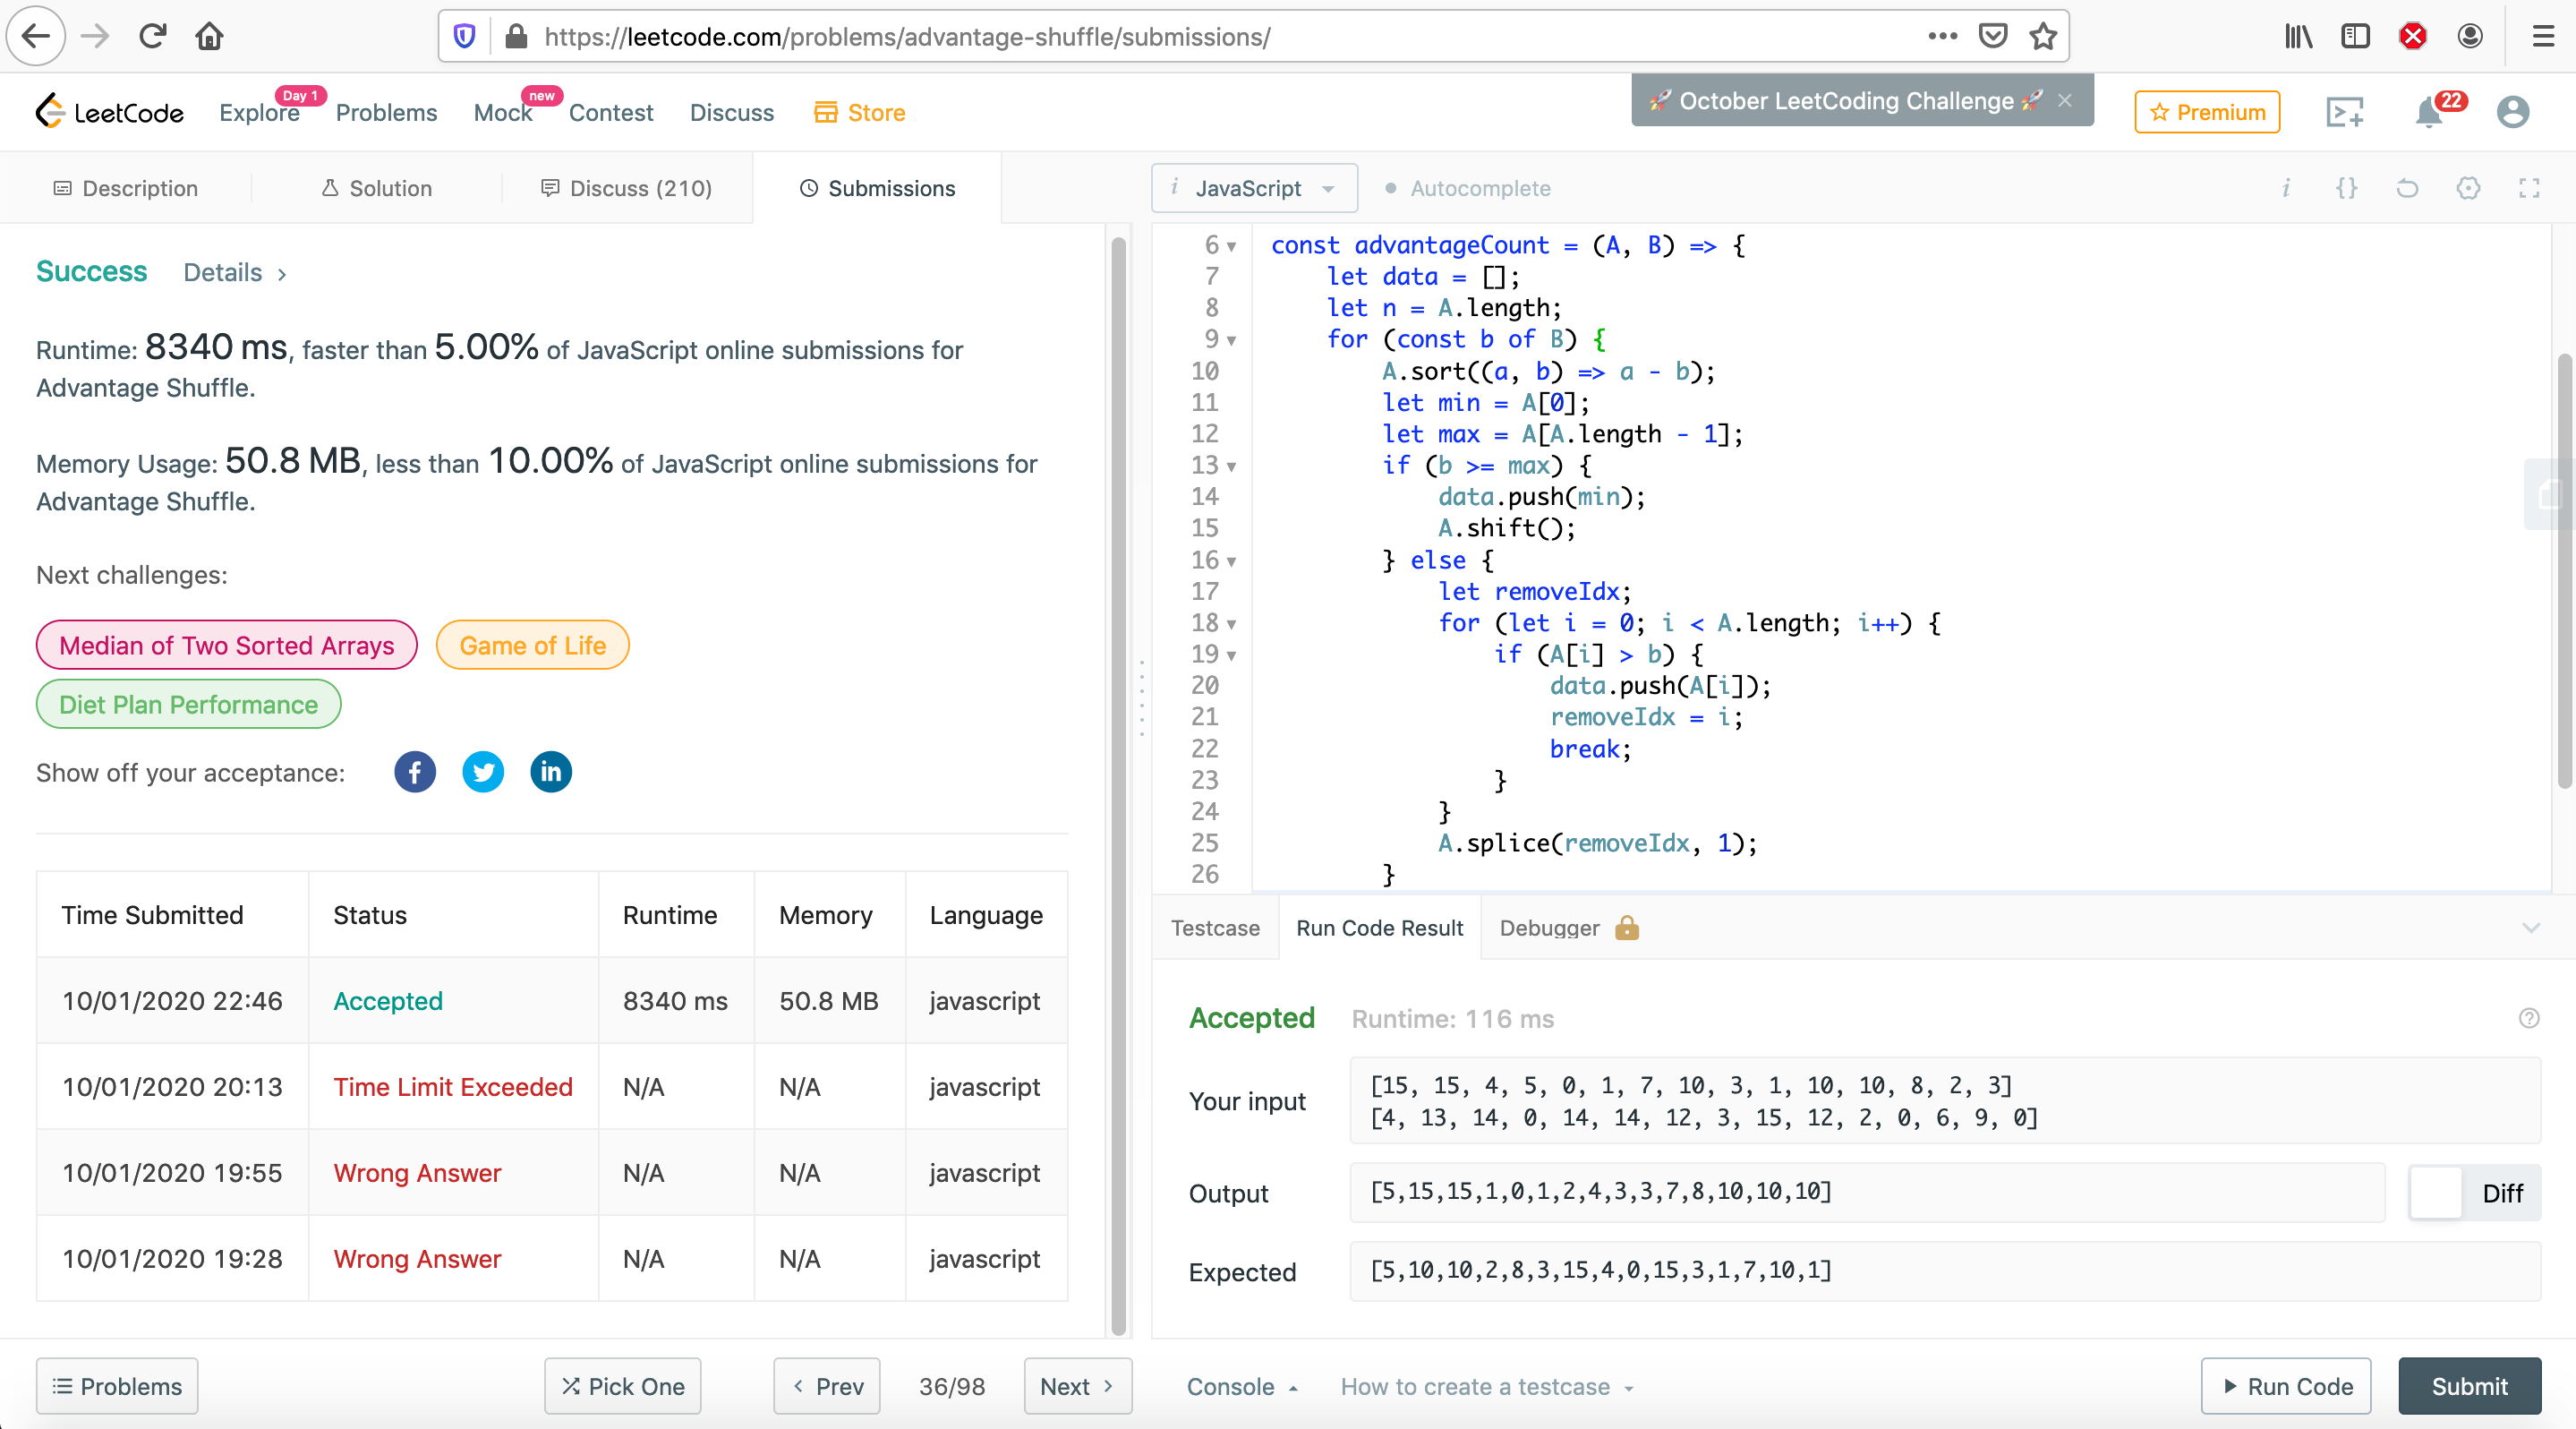 https://leetcode.com/problems/advantage-shuffle/submissions/
LeetCode Explore Day 1 Problems Mock new Contest Discuss Store
🚀 October LeetCoding Challenge 🚀 ×
Premium
22
Description Solution Discuss (210) Submissions
i JavaScript Autocomplete
i {}
Success Details >
Runtime: 8340 ms, faster than 5.00% of JavaScript online submissions for
Advantage Shuffle.
Memory Usage: 50.8 MB, less than 10.00% of JavaScript online submissions for
Advantage Shuffle.
Next challenges:
Median of Two Sorted Arrays Game of Life
Diet Plan Performance
Show off your acceptance: f in
Time Submitted Status Runtime Memory Language
10/01/2020 22:46 Accepted 8340 ms 50.8 MB javascript
10/01/2020 20:13 Time Limit Exceeded N/A N/A javascript
10/01/2020 19:55 Wrong Answer N/A N/A javascript
10/01/2020 19:28 Wrong Answer N/A N/A javascript
Problems Pick One < Prev 36/98 Next >
6 const advantageCount = (A, B) => {
7 let data = [];
8 let n = A.length;
9 for (const b of B) {
10 A.sort((a, b) => a - b);
11 let min = A[0];
12 let max = A[A.length - 1];
13 if (b >= max) {
14 data.push(min);
15 A.shift();
16 } else {
17 let removeIdx;
18 for (let i = 0; i < A.length; i++) {
19 if (A[i] > b) {
20 data.push(A[i]);
21 removeIdx = i;
22 break;
23 }
24 }
25 A.splice(removeIdx, 1);
26 }
Testcase Run Code Result Debugger
Accepted Runtime: 116 ms
Your input
[15, 15, 4, 5, 0, 1, 7, 10, 3, 1, 10, 10, 8, 2, 3]
[4, 13, 14, 0, 14, 14, 12, 3, 15, 12, 2, 0, 6, 9, 0]
Output [5,15,15,1,0,1,2,4,3,3,7,8,10,10,10] Diff
Expected [5,10,10,2,8,3,15,4,0,15,3,1,7,10,1]
Console How to create a testcase Run Code Submit